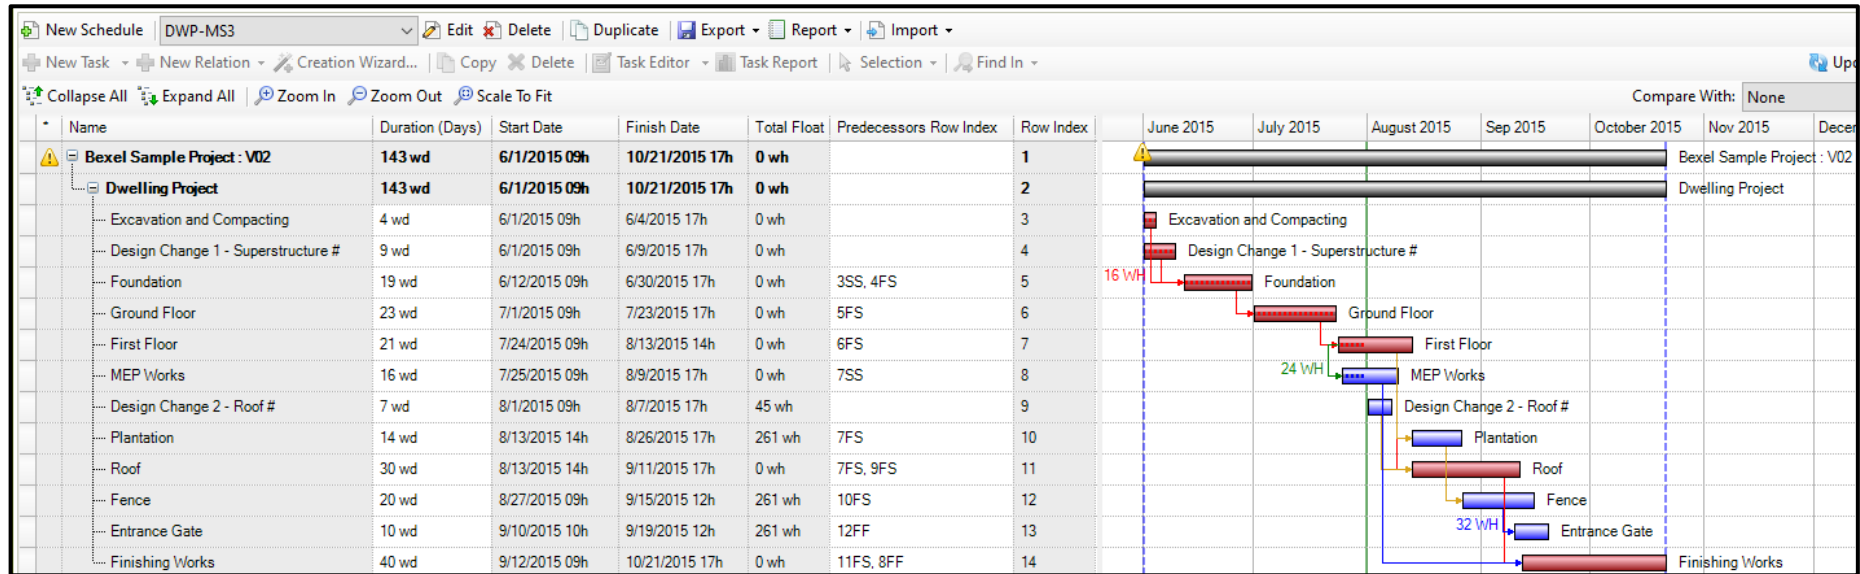 New Schedule DWP-MS3 Edit Delete Duplicate Export Report Import
New Task New Relation Creation Wizard... Copy Delete Task Editor Task Report Selection Find In
Collapse All Expand All Zoom In Zoom Out Scale To Fit Compare With: None
* Name Duration (Days) Start Date Finish Date Total Float Predecessors Row Index Row Index June 2015 July 2015 August 2015 Sep 2015 October 2015 Nov 2015
Bexel Sample Project : V02 143 wd 6/1/2015 09h 10/21/2015 17h 0 wh 1 Bexel Sample Project : V02
Dwelling Project 143 wd 6/1/2015 09h 10/21/2015 17h 0 wh 2 Dwelling Project
Excavation and Compacting 4 wd 6/1/2015 09h 6/4/2015 17h 0 wh 3 Excavation and Compacting
Design Change 1 - Superstructure # 9 wd 6/1/2015 09h 6/9/2015 17h 0 wh 4 Design Change 1 - Superstructure #
Foundation 19 wd 6/12/2015 09h 6/30/2015 17h 0 wh 3SS, 4FS 5 16 WH Foundation
Ground Floor 23 wd 7/1/2015 09h 7/23/2015 17h 0 wh 5FS 6 Ground Floor
First Floor 21 wd 7/24/2015 09h 8/13/2015 14h 0 wh 6FS 7 First Floor
MEP Works 16 wd 7/25/2015 09h 8/9/2015 17h 0 wh 7SS 8 24 WH MEP Works
Design Change 2 - Roof # 7 wd 8/1/2015 09h 8/7/2015 17h 45 wh 9 Design Change 2 - Roof #
Plantation 14 wd 8/13/2015 14h 8/26/2015 17h 261 wh 7FS 10 Plantation
Roof 30 wd 8/13/2015 14h 9/11/2015 17h 0 wh 7FS, 9FS 11 Roof
Fence 20 wd 8/27/2015 09h 9/15/2015 12h 261 wh 10FS 12 Fence
Entrance Gate 10 wd 9/10/2015 10h 9/19/2015 12h 261 wh 12FF 13 32 WH Entrance Gate
Finishing Works 40 wd 9/12/2015 09h 10/21/2015 17h 0 wh 11FS, 8FF 14 Finishing Works